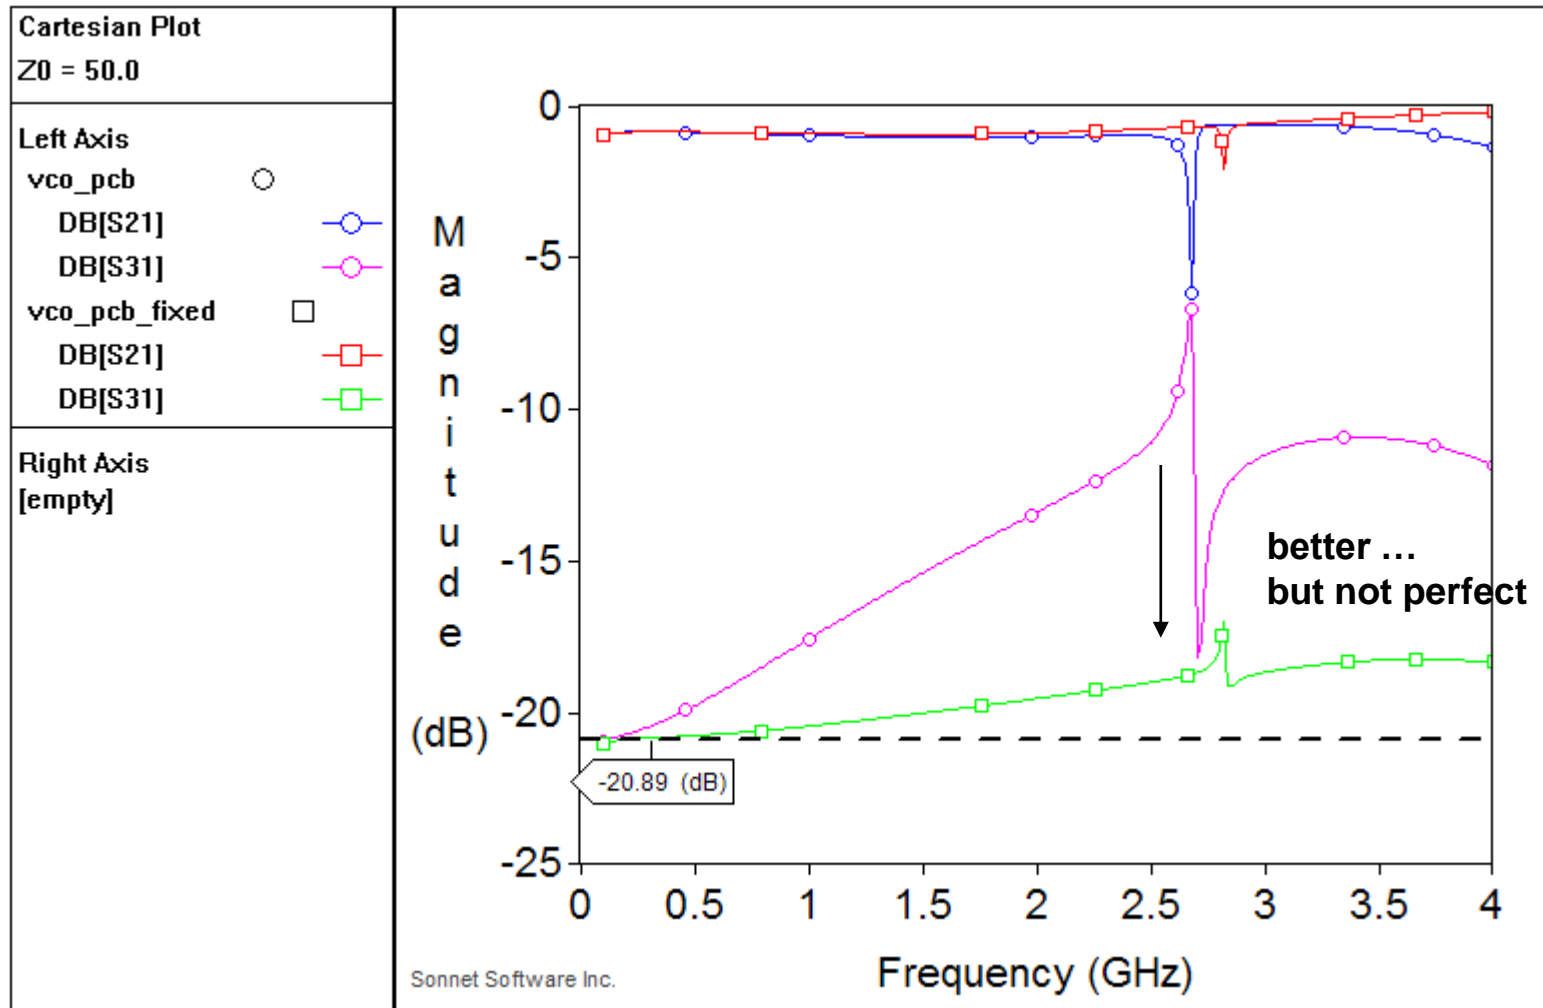 Cartesian Plot
Z0 = 50.0
Left Axis
vco_pcb
DB[S21]
DB[S31]
vco_pcb_fixed
DB[S21]
DB[S31]
Right Axis
[empty]
Magnitude
(dB)
0
-5
-10
-15
-20
-25
better …
but not perfect
-20.89 (dB)
0 0.5 1 1.5 2 2.5 3 3.5 4
Frequency (GHz)
Sonnet Software Inc.